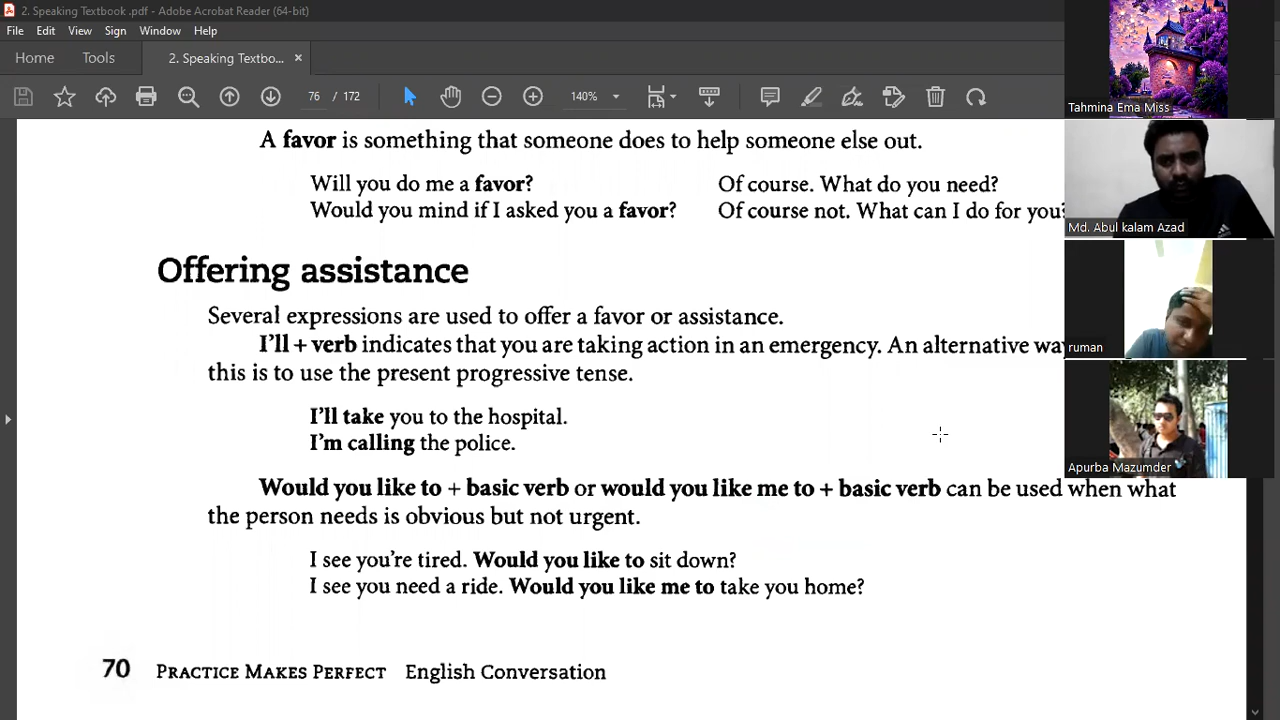 2. Speaking Textbook .pdf - Adobe Acrobat Reader (64-bit)
File Edit View Sign Window Help
Home Tools 2. Speaking Textbo... ×
76 / 172 140%
A favor is something that someone does to help someone else out.
Will you do me a favor? Of course. What do you need?
Would you mind if I asked you a favor? Of course not. What can I do for you?
Offering assistance
Several expressions are used to offer a favor or assistance.
I'll + verb indicates that you are taking action in an emergency. An alternative
this is to use the present progressive tense.
I'll take you to the hospital.
I'm calling the police.
Would you like to + basic verb or would you like me to + basic verb can be used when what
the person needs is obvious but not urgent.
I see you're tired. Would you like to sit down?
I see you need a ride. Would you like me to take you home?
70 PRACTICE MAKES PERFECT English Conversation
Tahmina Ema Miss
Md. Abul kalam Azad
ruman
Apurba Mazumder